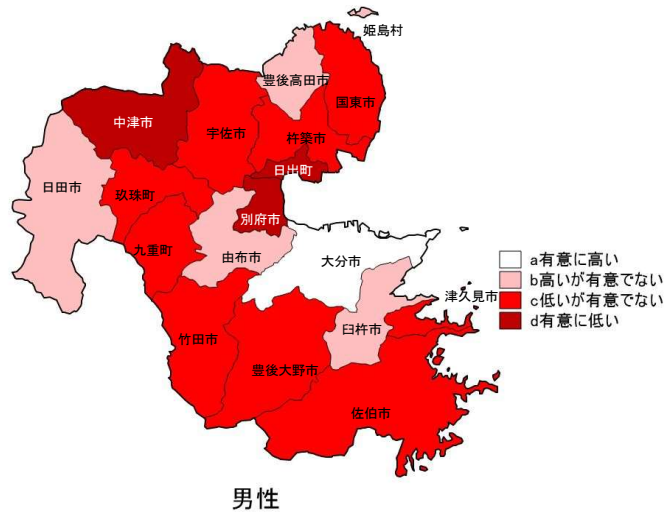 姫島村
豊後高田市
国東市
中津市
宇佐市
杵築市
日出町
日田市
玖珠町
別府市
九重町
由布市
大分市
津久見市
臼杵市
竹田市
豊後大野市
佐伯市
a有意に高い
b高いが有意でない
c低いが有意でない
d有意に低い
男性